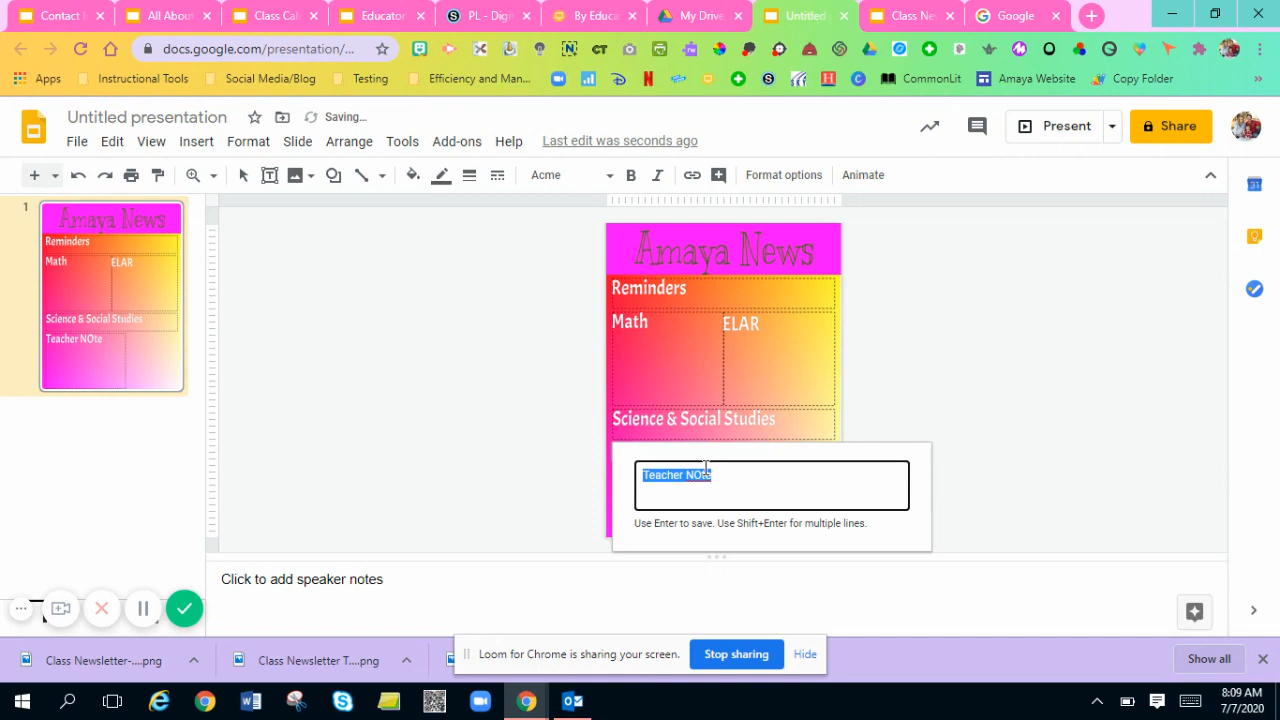 Contact
All About
Class Cal
Educator
PL - Digi
By Educa
My Drive
Untitled
Class New
Google
docs.google.com/presentation/...
Apps
Instructional Tools
Social Media/Blog
Testing
Efficiency and Man...
CommonLit
Amaya Website
Copy Folder
Untitled presentation
Saving...
File Edit View Insert Format Slide Arrange Tools Add-ons Help
Last edit was seconds ago
Present
Share
Acme
B I
Format options
Animate
1
Amaya News
Reminders
Math
ELAR
Science & Social Studies
Teacher NOte
Amaya News
Reminders
Math
ELAR
Science & Social Studies
Teacher NOte
Use Enter to save. Use Shift+Enter for multiple lines.
Click to add speaker notes
Class Newsletter-....png
Class Newsletter T....png
Loom for Chrome is sharing your screen.
Stop sharing
Hide
Show all
8:09 AM
7/7/2020